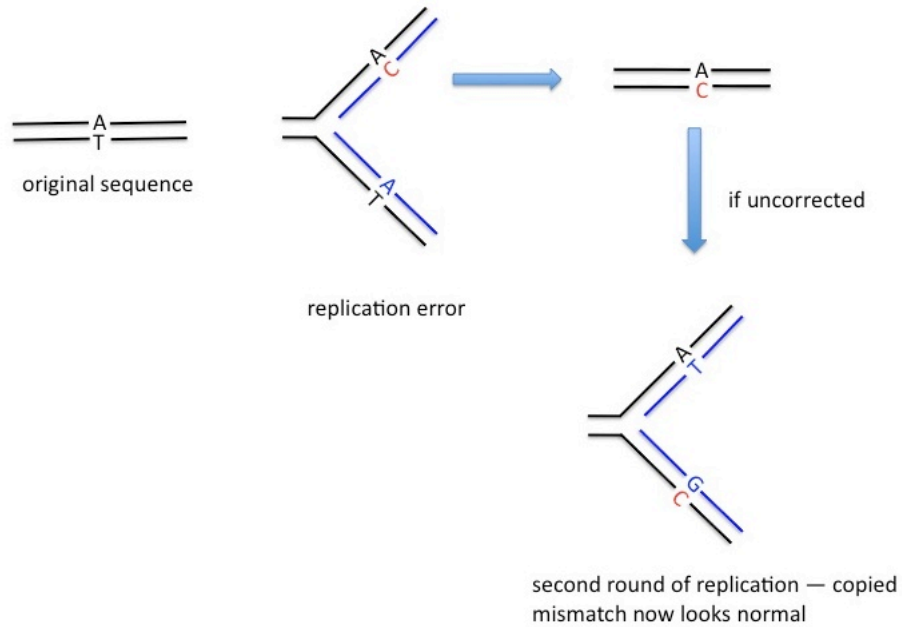 A
T
original sequence
A
C
A
T
replication error
A
C
if uncorrected
A
T
G
C
second round of replication — copied
mismatch now looks normal